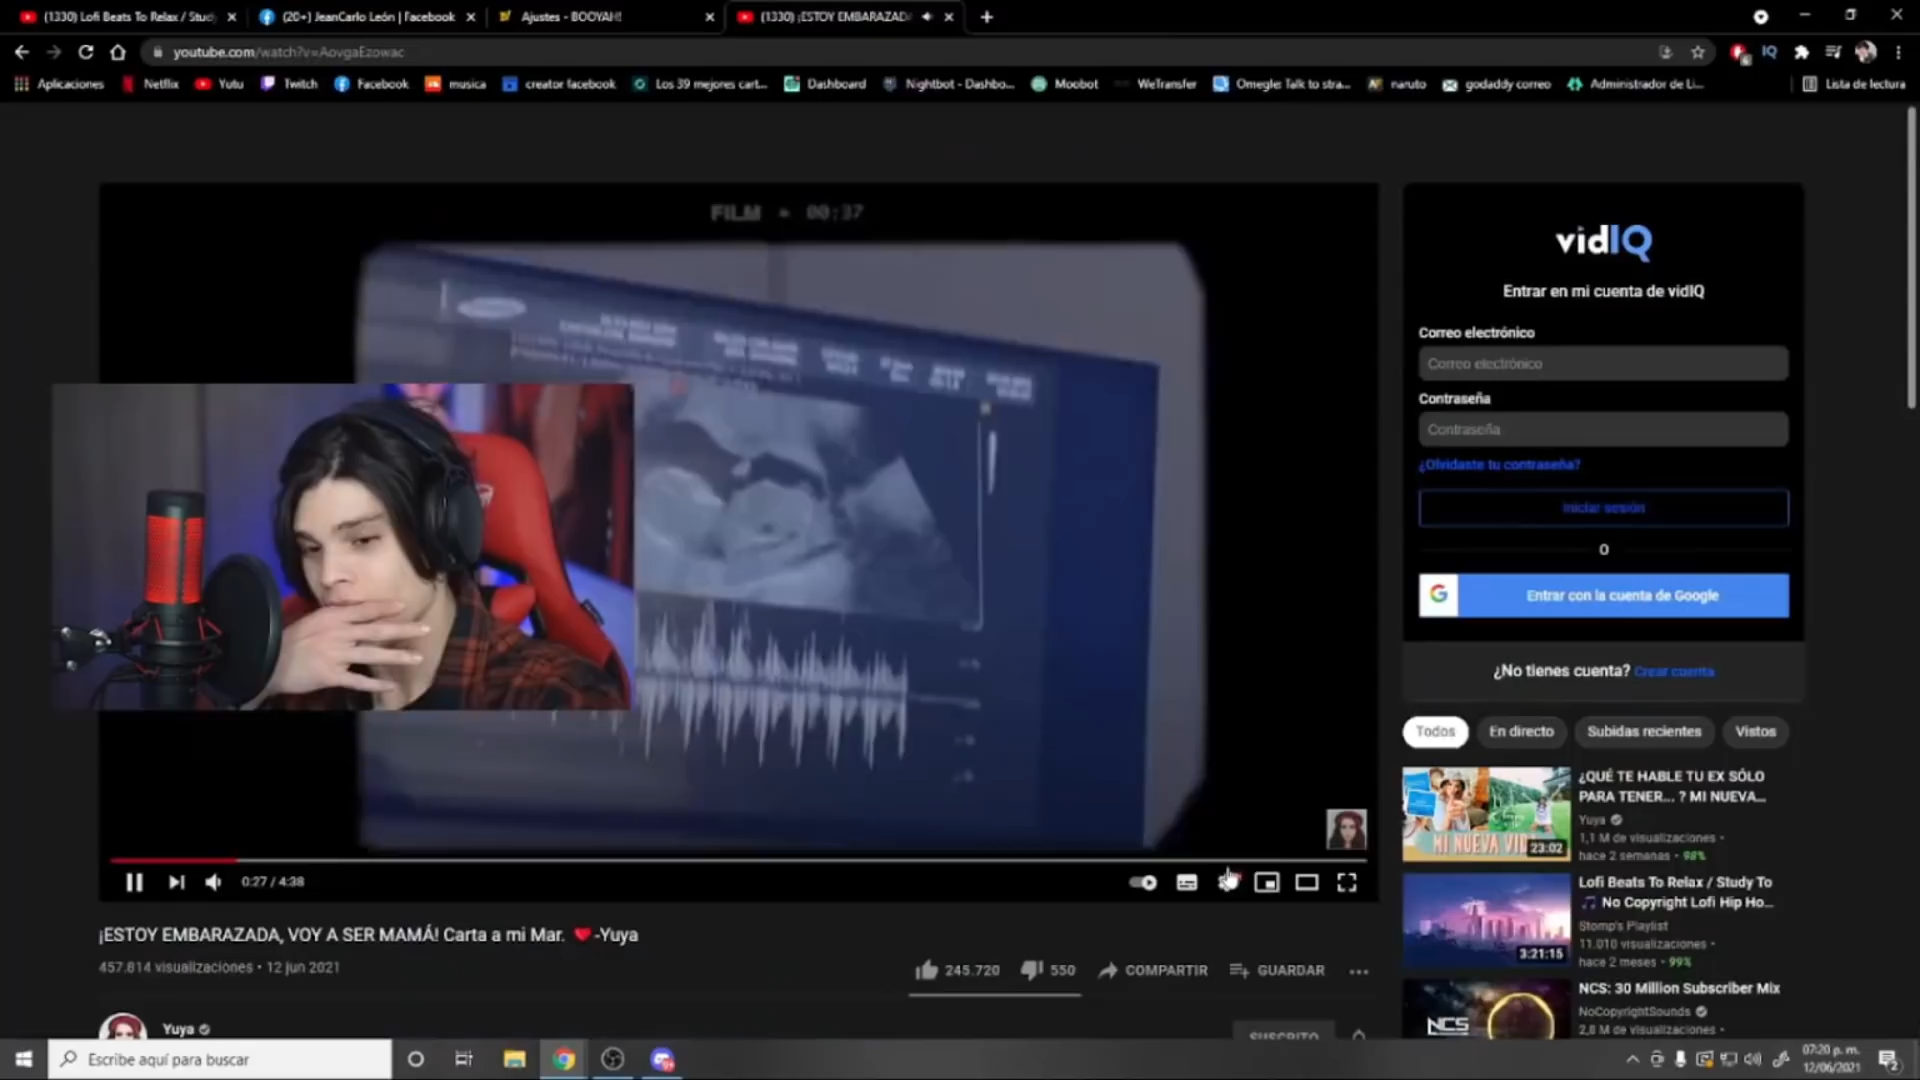 (1330) Lofi Beats To Relax / Stud
(20+) JeanCarlo León | Facebook
Ajustes - BOOYAH!
(1330) ¡ESTOY EMBARAZADA
youtube.com/watch?v=AovgaEzowac
Aplicaciones
Netflix
Yutu
Twitch
Facebook
musica
creator facebook
Los 39 mejores cart...
Dashboard
Nightbot - Dashbo...
Moobot
WeTransfer
Omegle: Talk to stra...
naruto
godaddy correo
Administrador de Li...
Lista de lectura
FILM - 00:37
vidIQ
Entrar en mi cuenta de vidIQ
Correo electrónico
Correo electrónico
Contraseña
Contraseña
¿Olvidaste tu contraseña?
Iniciar sesión
O
Entrar con la cuenta de Google
¿No tienes cuenta? Crear cuenta
Todos
En directo
Subidas recientes
Vistos
¿QUÉ TE HABLE TU EX SÓLO
PARA TENER... ? MI NUEVA...
Yuya
1,1 M de visualizaciones •
hace 2 semanas • 98%
MI NUEVA
23:02
Lofi Beats To Relax / Study To
No Copyright Lofi Hip Ho...
Stomp's Playlist
11.010 visualizaciones •
hace 2 meses • 99%
3:21:15
NCS: 30 Million Subscriber Mix
NoCopyrightSounds
2,8 M de visualizaciones •
NCS
0:27 / 4:38
¡ESTOY EMBARAZADA, VOY A SER MAMÁ! Carta a mi Mar. ❤️-Yuya
457.814 visualizaciones • 12 jun 2021
245.720
550
COMPARTIR
GUARDAR
Yuya
SUSCRITO
Escribe aquí para buscar
07:20 p. m.
12/06/2021
2